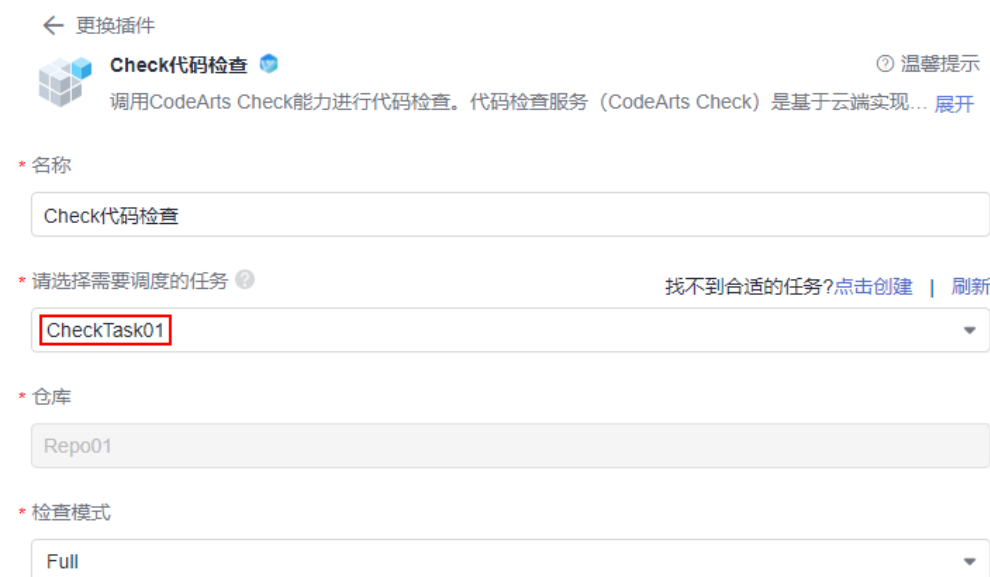 更换插件
Check代码检查
温馨提示
调用CodeArts Check能力进行代码检查。代码检查服务（CodeArts Check）是基于云端实现... 展开
* 名称
Check代码检查
* 请选择需要调度的任务
找不到合适的任务?点击创建 | 刷新
CheckTask01
* 仓库
Repo01
* 检查模式
Full